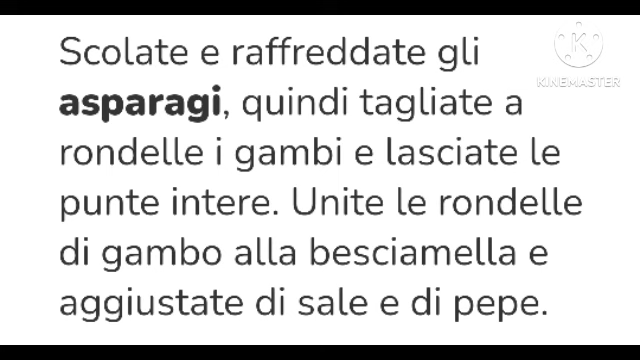 Scolate e raffreddate gli
asparagi, quindi tagliate a
rondelle i gambi e lasciate le
punte intere. Unite le rondelle
di gambo alla besciamella e
aggiustate di sale e di pepe.
K
KINEMASTER